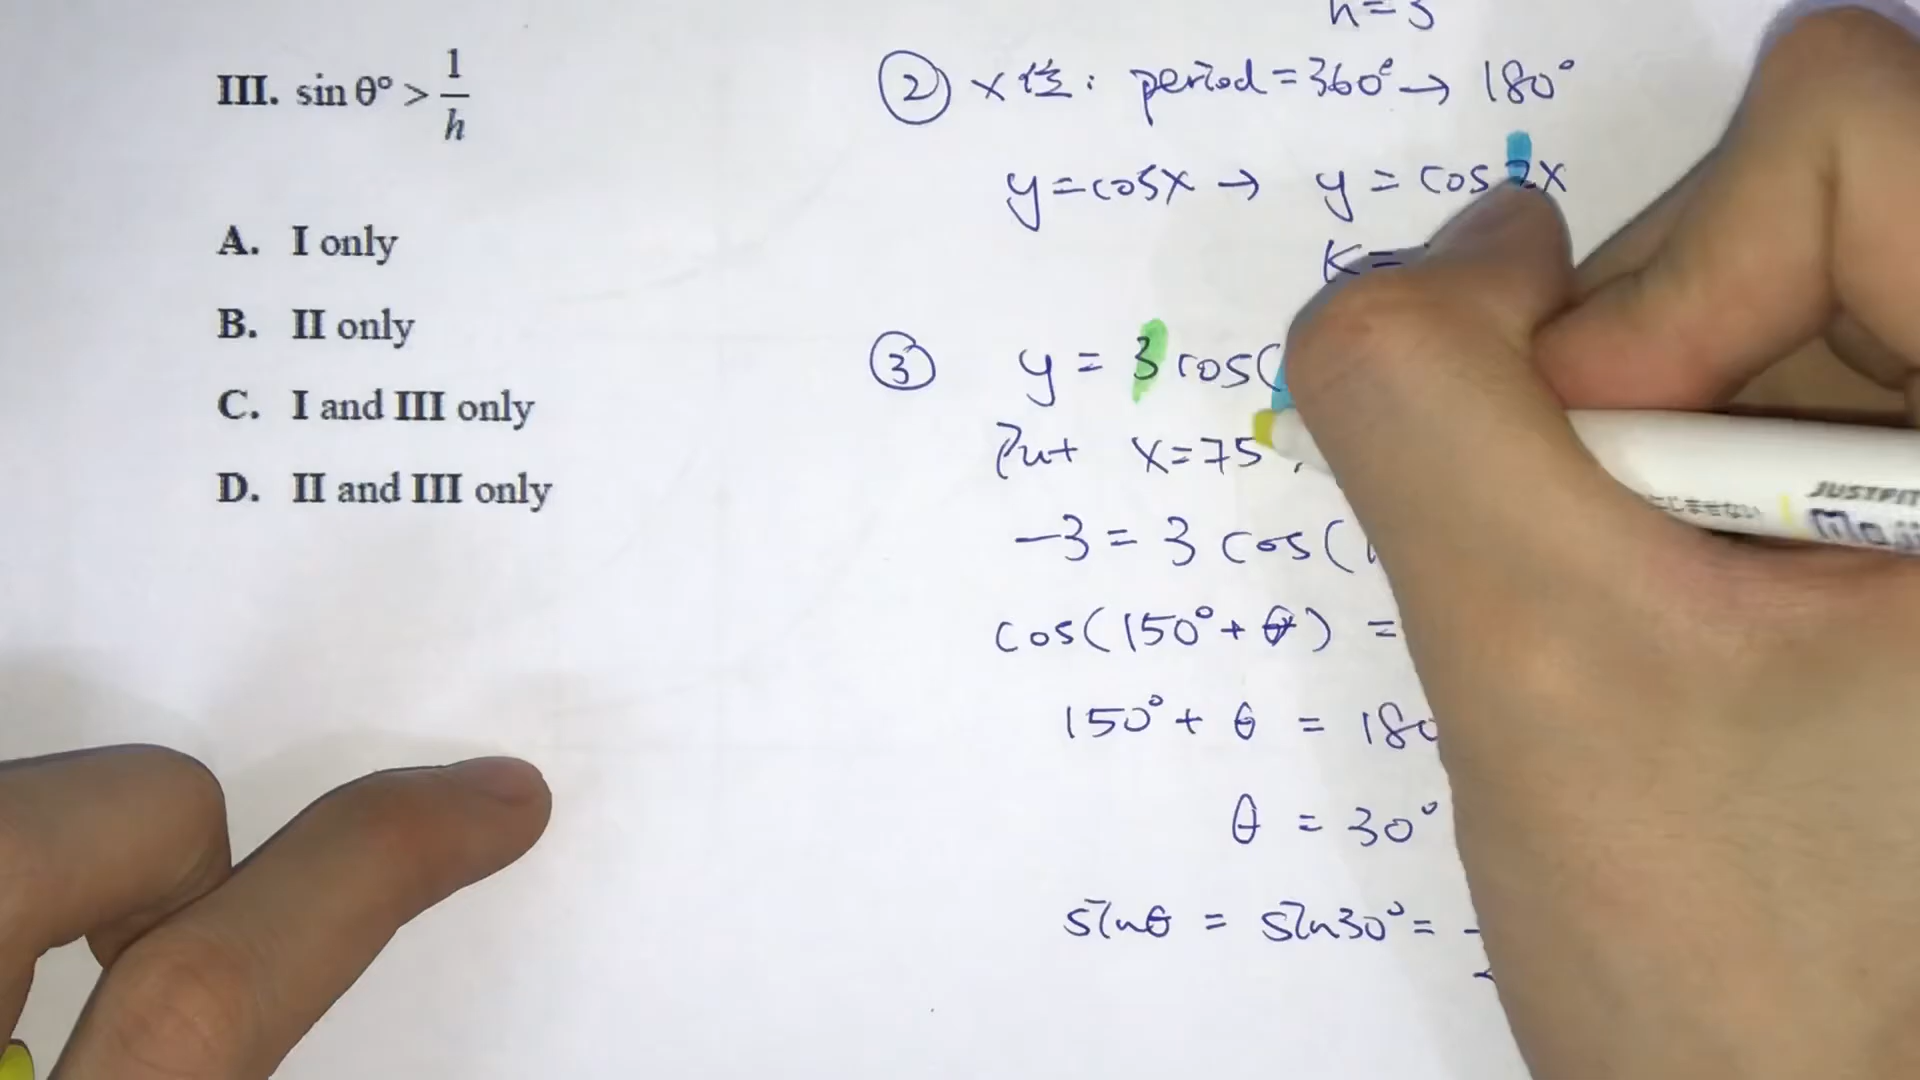 III. sin θ° > 1/h
A. I only
B. II only
C. I and III only
D. II and III only
h = 3
② x 位: period = 360° → 180°
y = cos x → y = cos 2x
K =
③ y = 3 cos(
Put x = 75
-3 = 3 cos(
cos(150° + θ) =
150° + θ = 180
θ = 30°
sin θ = sin 30° =
JUSTFIT